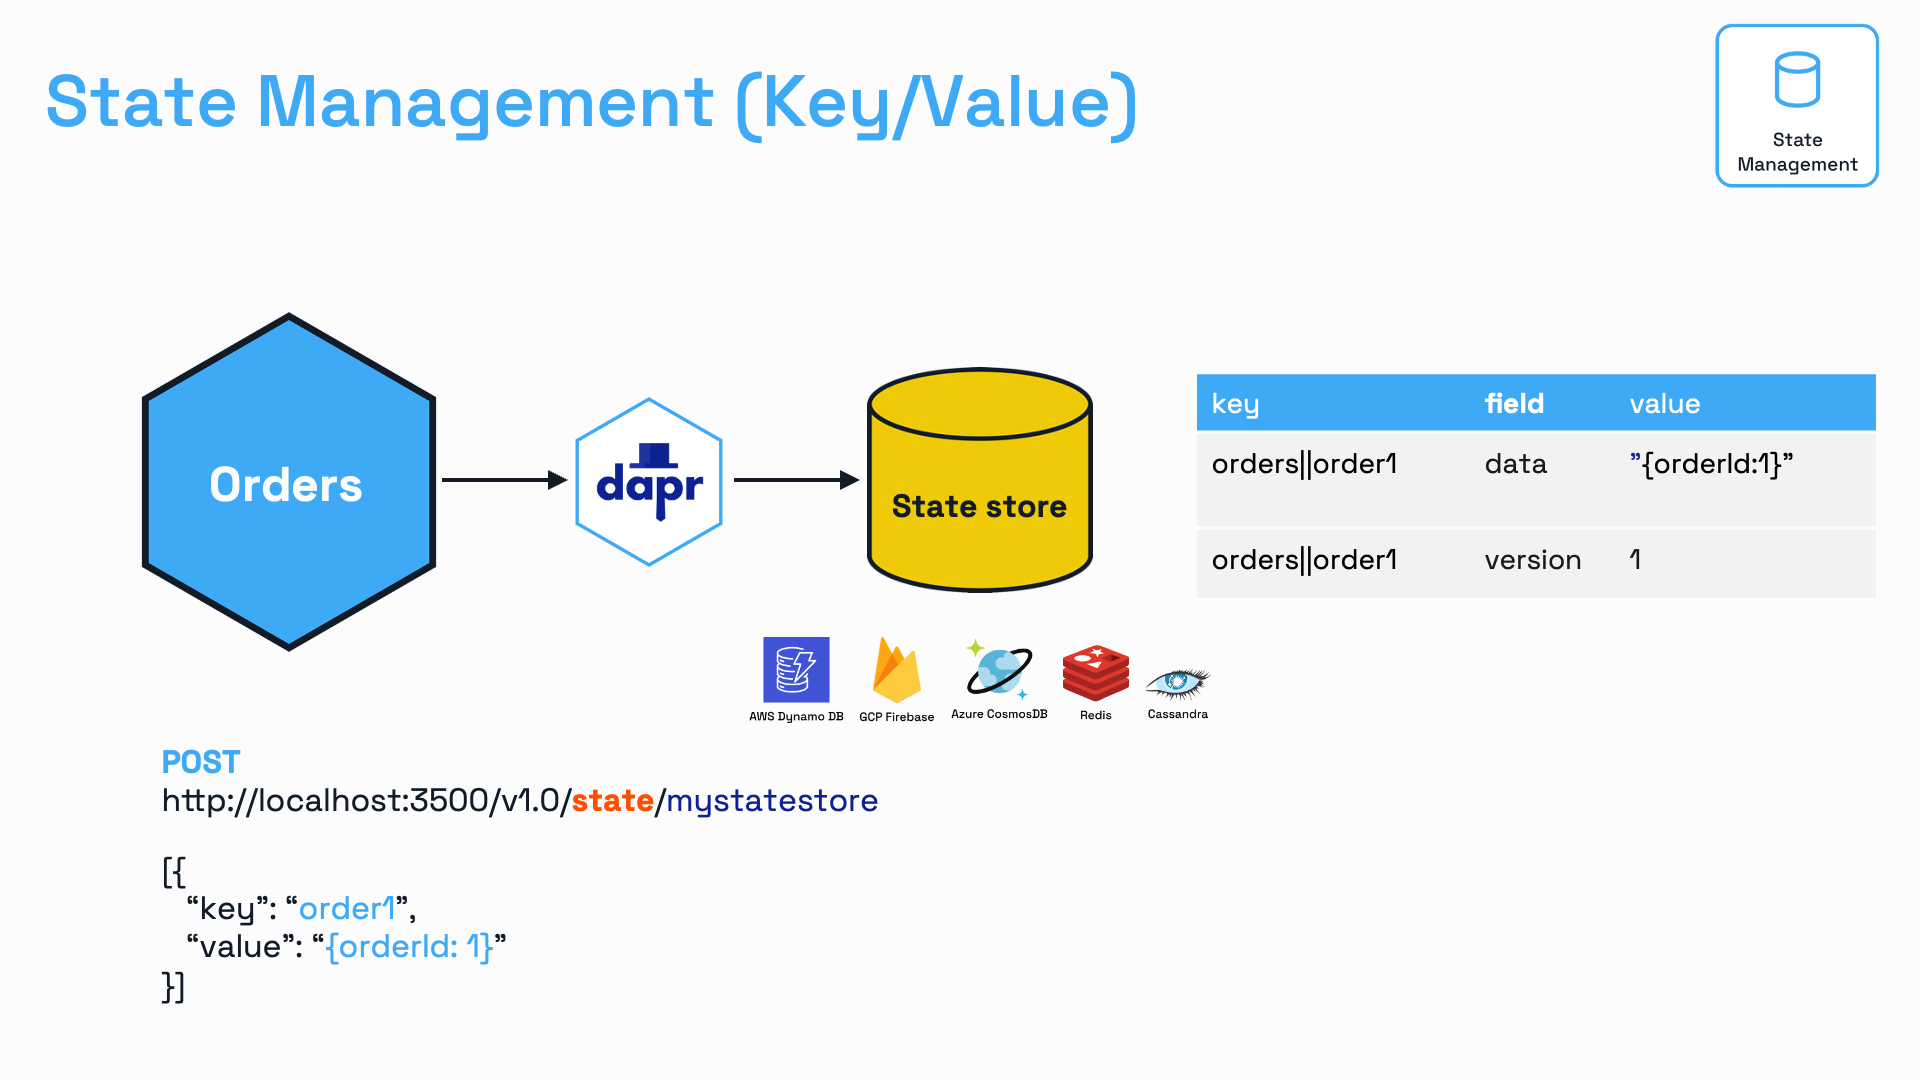 State Management (Key/Value)
State
Management
Orders
dapr
State store
key field value
orders||order1 data ”{orderId:1}”
orders||order1 version 1
AWS Dynamo DB GCP Firebase Azure CosmosDB Redis Cassandra
POST
http://localhost:3500/v1.0/state/mystatestore
[{
“key”: “order1”,
“value”: “{orderId: 1}”
}]